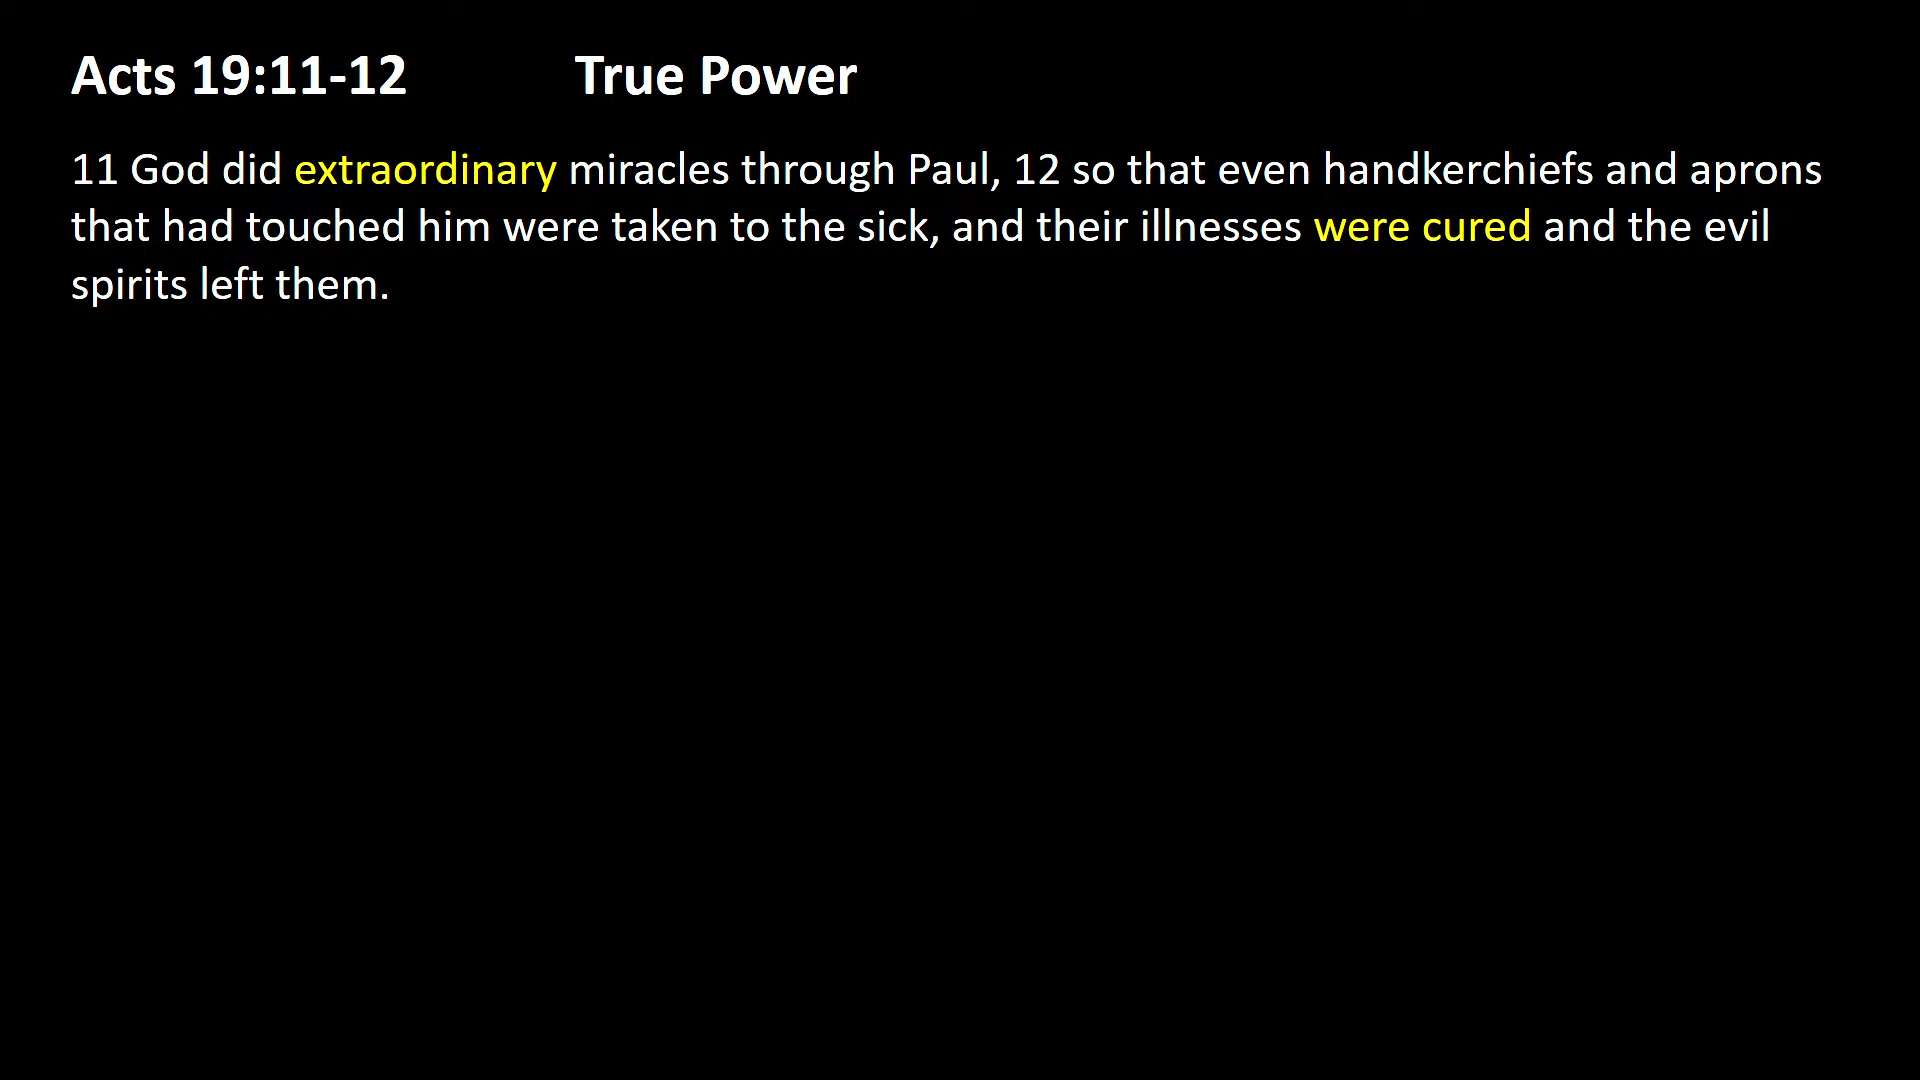 Acts 19:11-12 True Power
11 God did extraordinary miracles through Paul, 12 so that even handkerchiefs and aprons
that had touched him were taken to the sick, and their illnesses were cured and the evil
spirits left them.